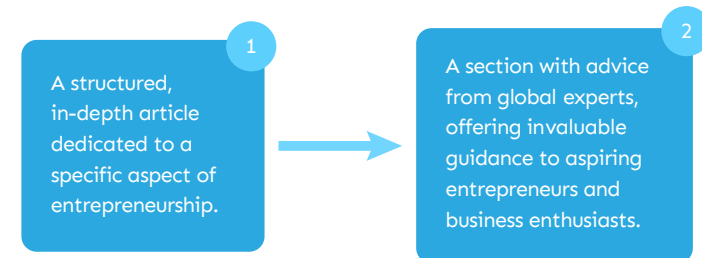 1
A structured,
in-depth article
dedicated to a
specific aspect of
entrepreneurship.
2
A section with advice
from global experts,
offering invaluable
guidance to aspiring
entrepreneurs and
business enthusiasts.